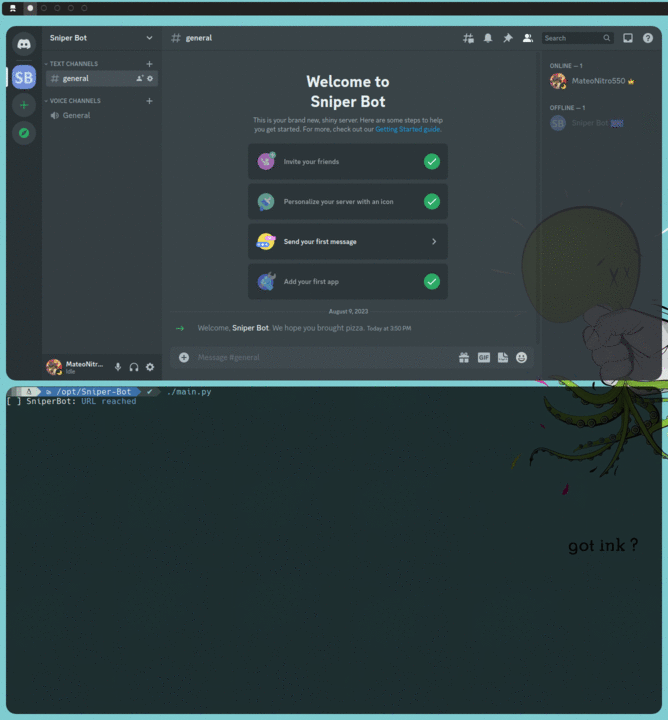 Sniper Bot
general
Search
TEXT CHANNELS
general
VOICE CHANNELS
General
SB
Welcome to
Sniper Bot
This is your brand new, shiny server. Here are some steps to
help you get started. For more, check out our Getting Started guide.
Invite your friends
Personalize your server with an icon
Send your first message
Add your first app
August 9, 2023
Welcome, Sniper Bot. We hope you brought pizza. Today at 3:50 PM
Message #general
GIF
ONLINE — 1
MateoNitro550
OFFLINE — 1
SB Sniper Bot
MateoNitr...
Idle
/opt/Sniper-Bot ✔ ./main.py
[ ] SniperBot: URL reached
got ink ?